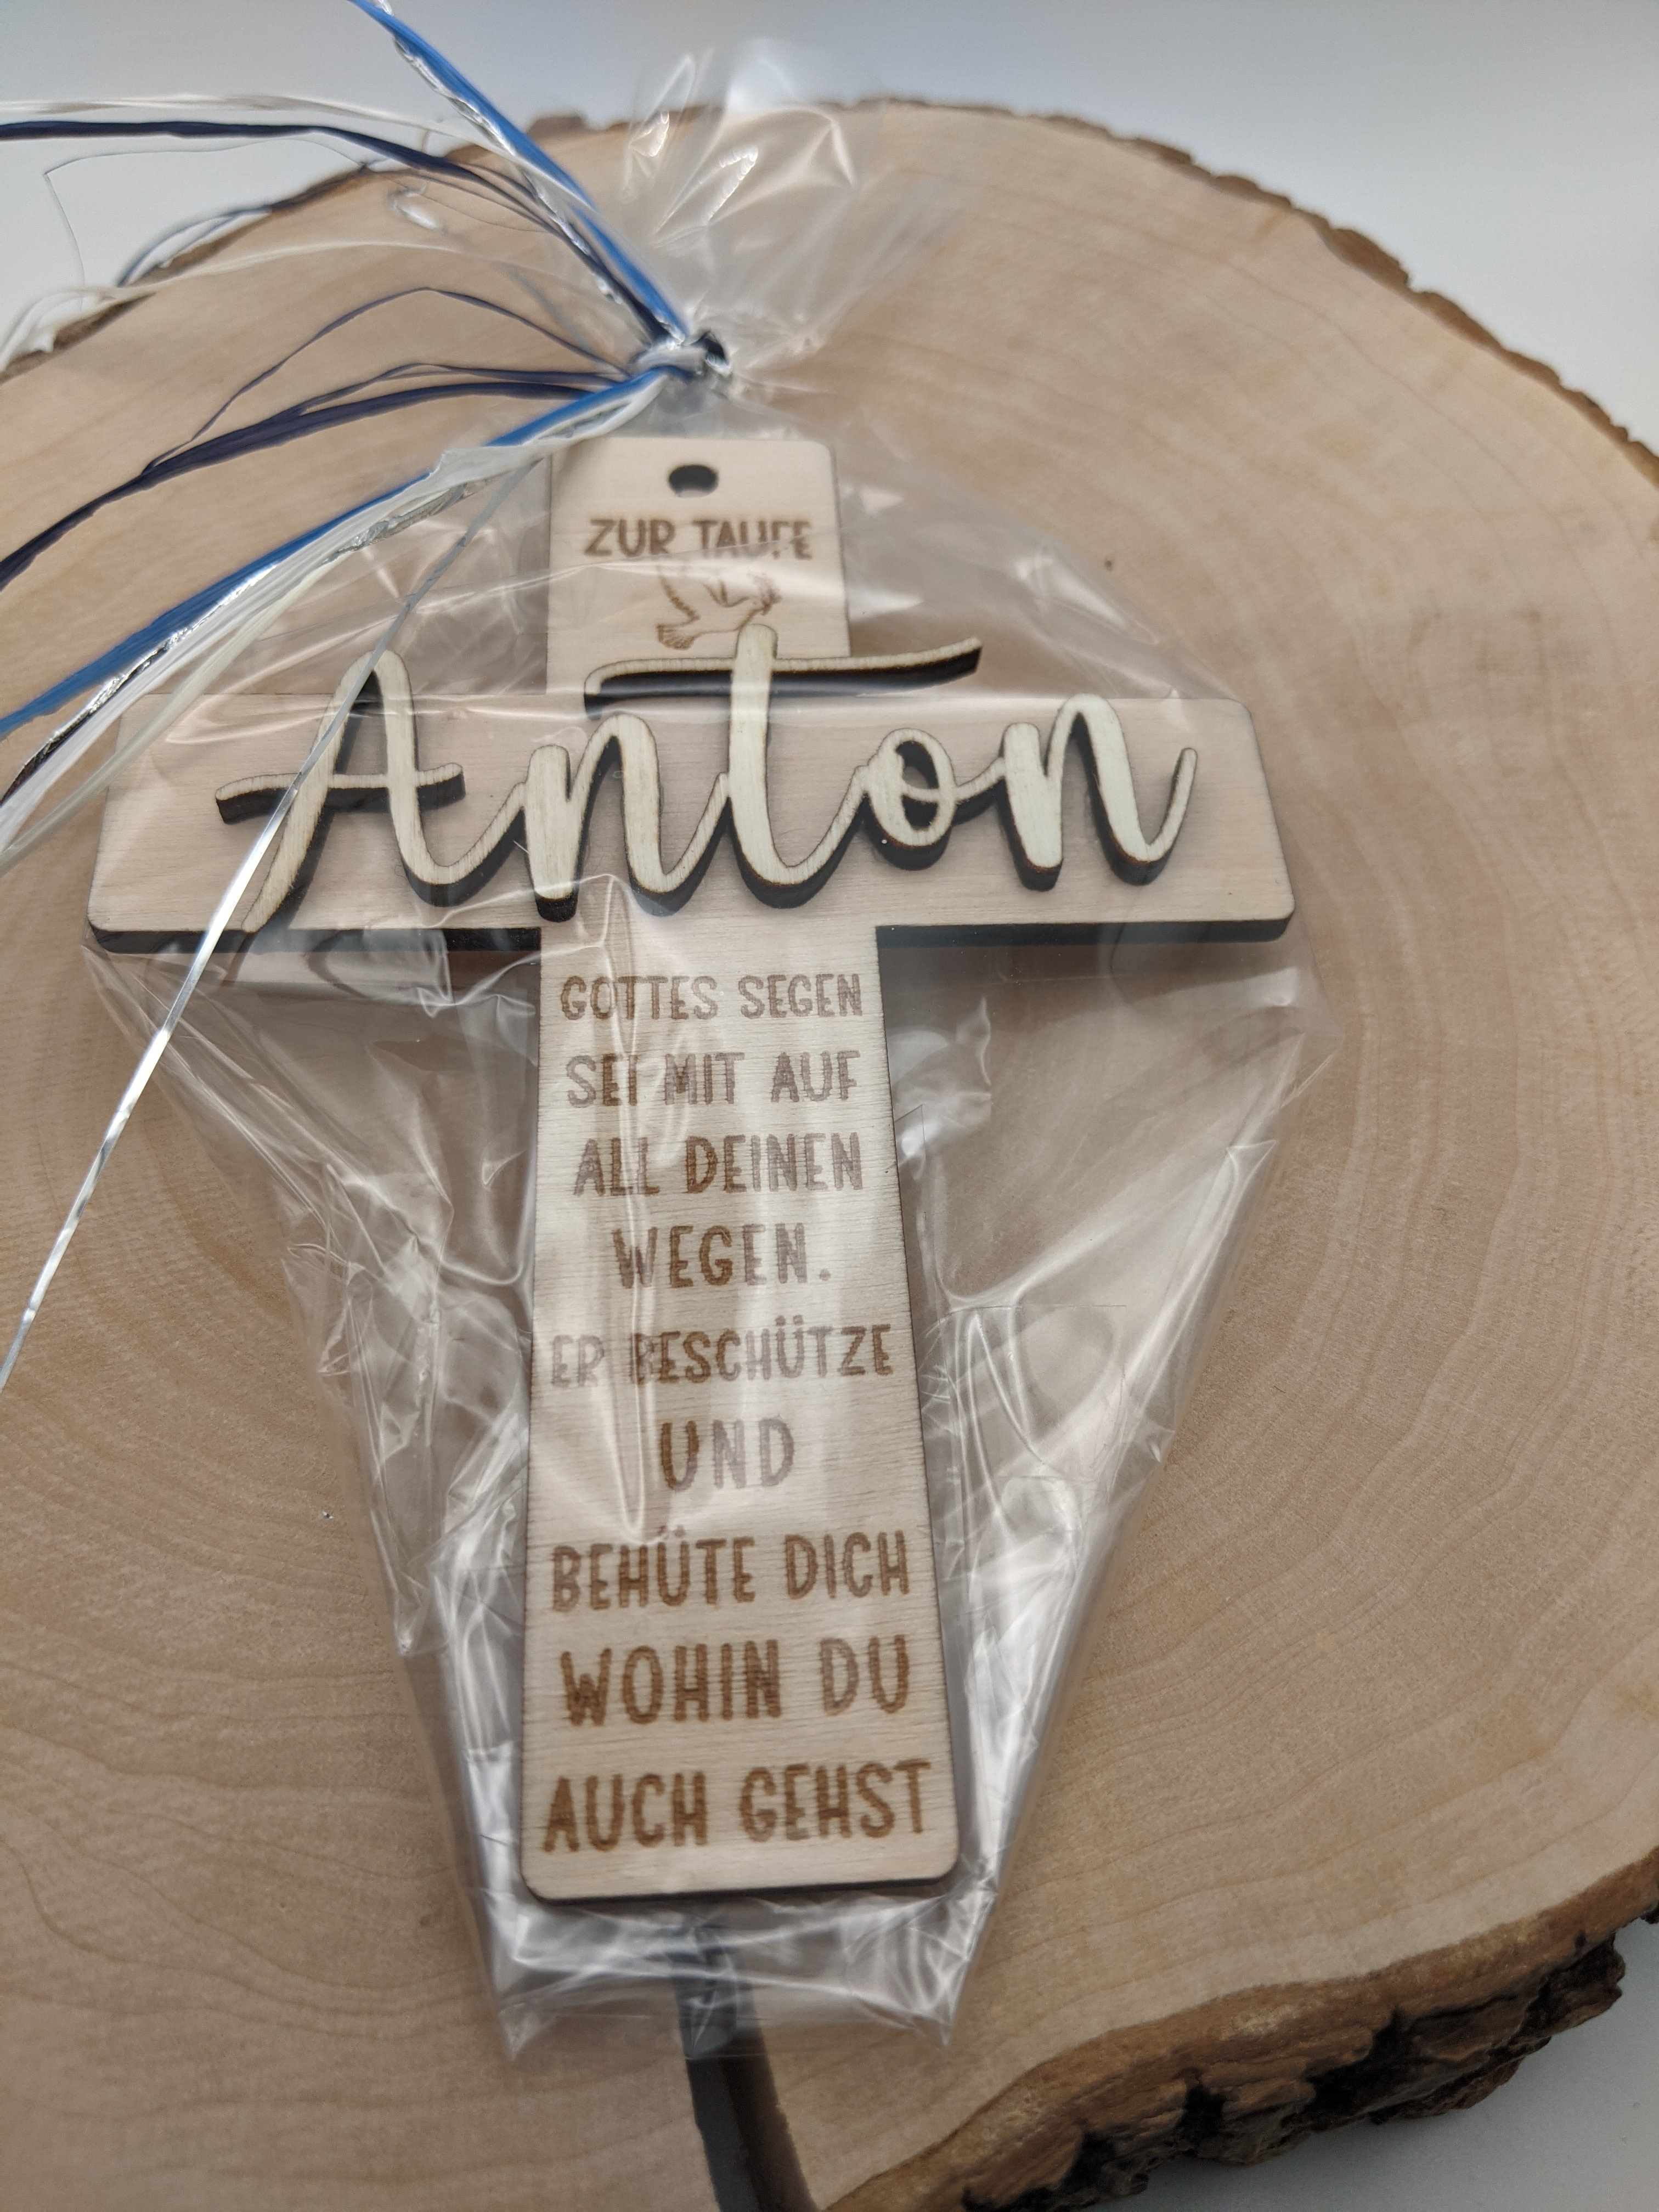 ZUR TAUFE
Anton
GOTTES SEGEN
SEI MIT AUF
ALL DEINEN
WEGEN.
ER BESCHÜTZE
UND
BEHÜTE DICH
WOHIN DU
AUCH GEHST